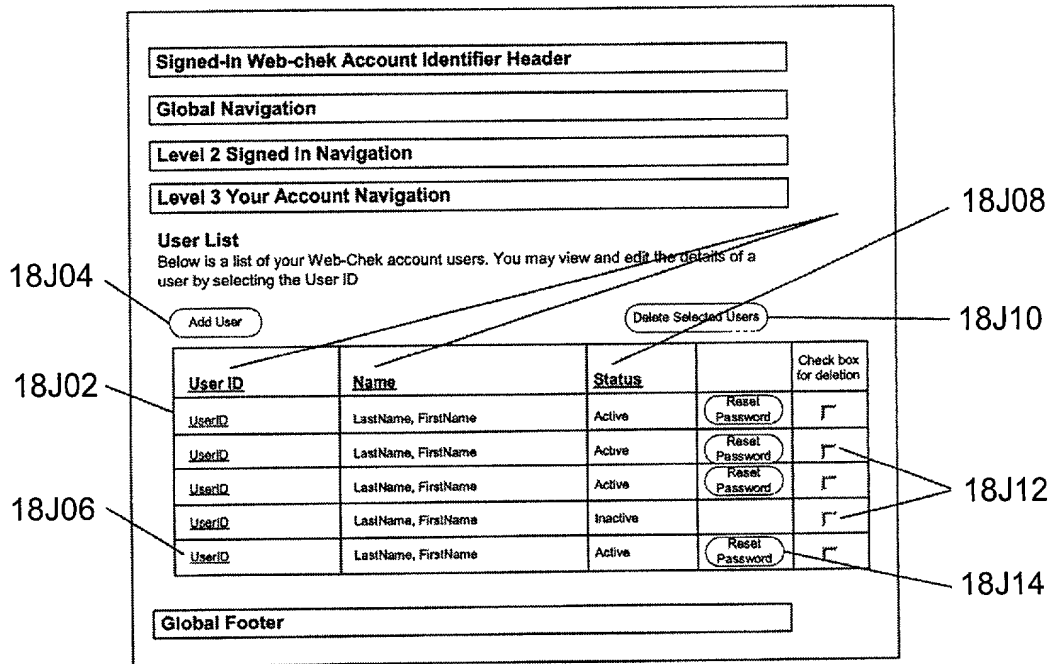 Signed-In Web-chek Account Identifier Header
Global Navigation
Level 2 Signed In Navigation
Level 3 Your Account Navigation
18J08
User List
Below is a list of your Web-Chek account users. You may view and edit the details of a
user by selecting the User ID
18J04
Add User
Delete Selected Users
18J10
User ID
Name
Status
Check box
for deletion
18J02
UserID
LastName, FirstName
Active
Reset
Password
UserID
LastName, FirstName
Active
Reset
Password
UserID
LastName, FirstName
Active
Reset
Password
18J12
18J06
UserID
LastName, FirstName
Inactive
UserID
LastName, FirstName
Active
Reset
Password
18J14
Global Footer